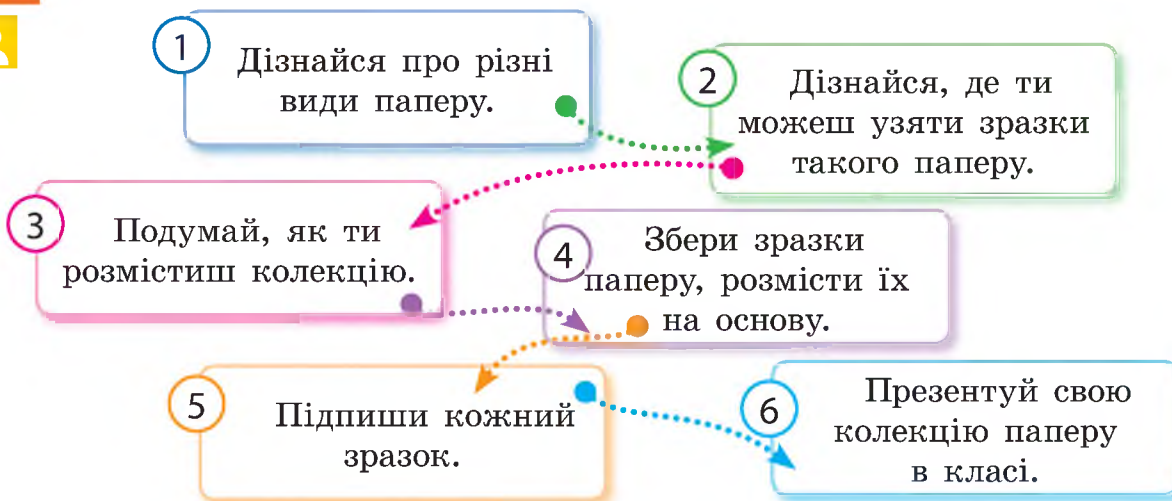 1
Дізнайся про різні
види паперу.
2
Дізнайся, де ти
можеш узяти зразки
такого паперу.
3
Подумай, як ти
розмістиш колекцію.
4
Збери зразки
паперу, розмісти їх
на основу.
5
Підпиши кожний
зразок.
6
Презентуй свою
колекцію паперу
в класі.